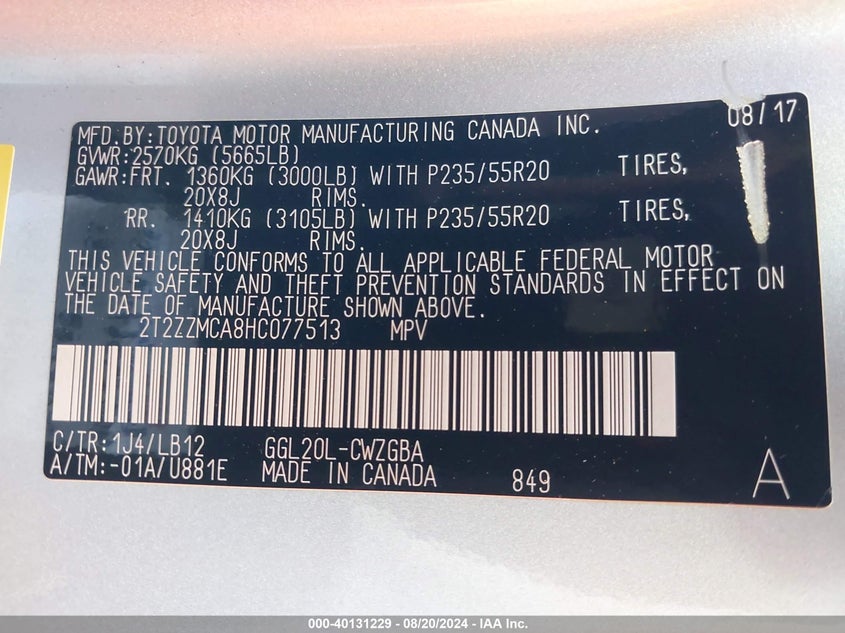 08/17
MFD.BY:TOYOTA MOTOR MANUFACTURING CANADA INC.
GVWR:2570KG (5665LB)
GAWR:FRT. 1360KG (3000LB) WITH P235/55R20 TIRES,
20X8J RIMS.
RR. 1410KG (3105LB) WITH P235/55R20 TIRES,
20X8J RIMS.
THIS VEHICLE CONFORMS TO ALL APPLICABLE FEDERAL MOTOR
VEHICLE SAFETY AND THEFT PREVENTION STANDARDS IN EFFECT ON
THE DATE OF MANUFACTURE SHOWN ABOVE.
2T2ZZMCA8HC077513 MPV
C/TR:1J4/LB12 GGL20L-CWZGBA
A/TM:-01A/U881E MADE IN CANADA 849 A
000-40131229 - 08/20/2024 - IAA Inc.